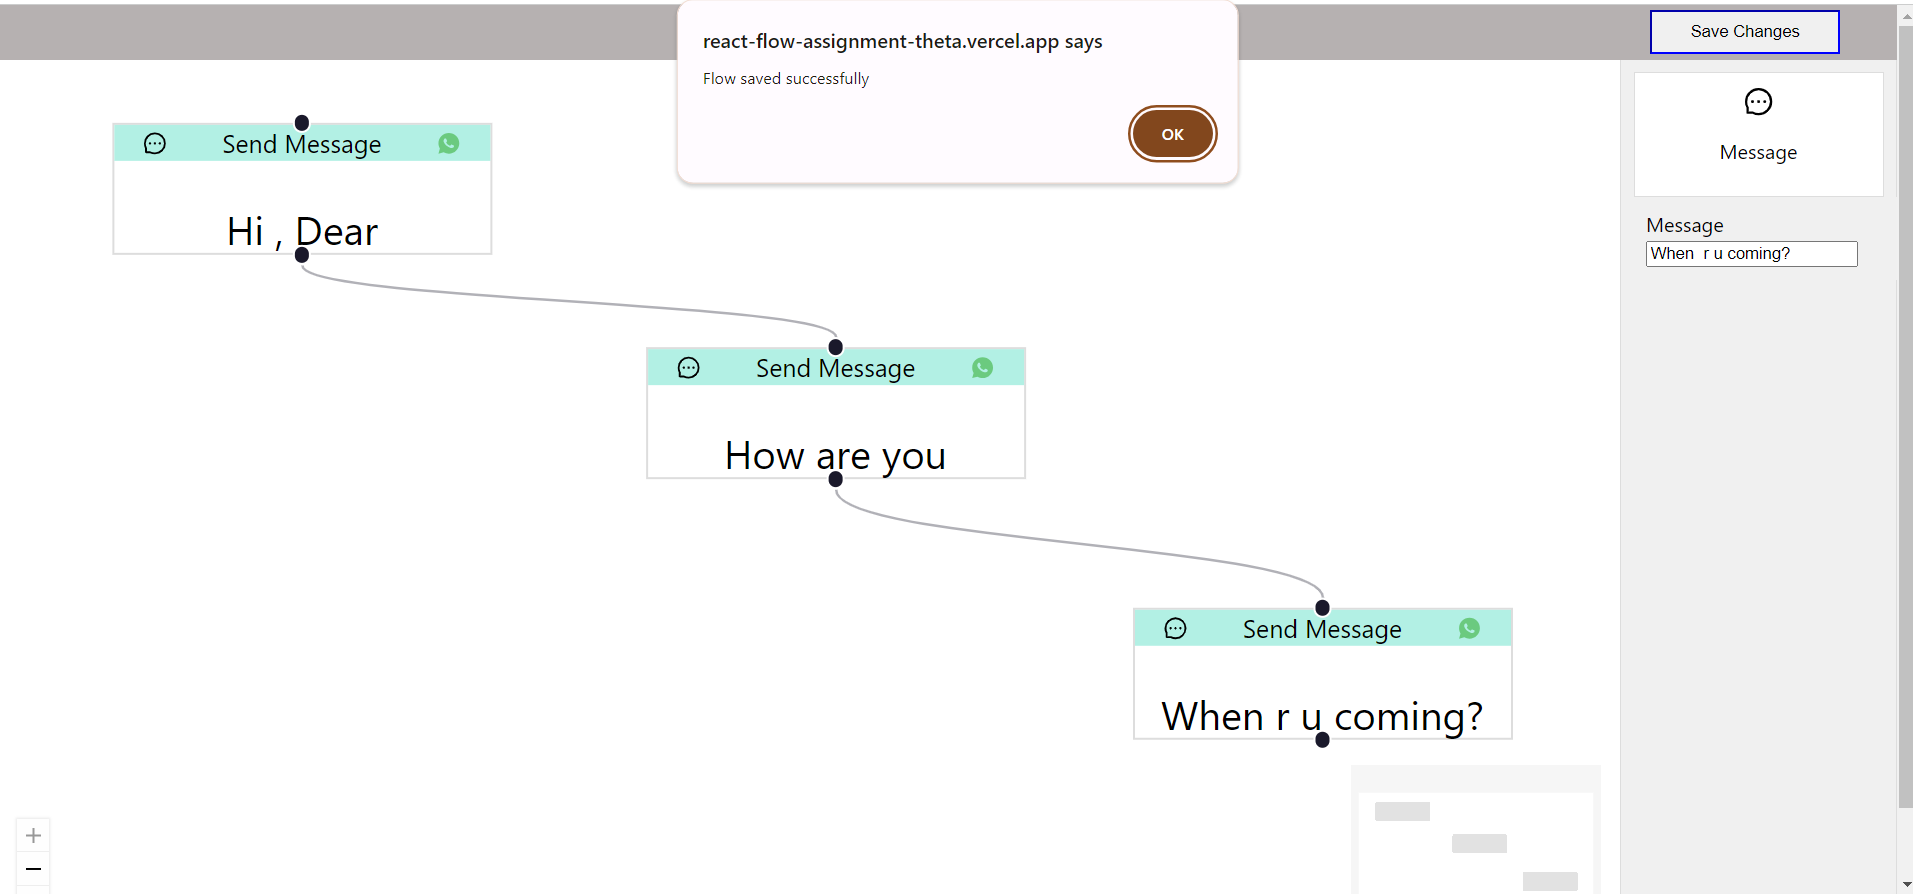 react-flow-assignment-theta.vercel.app says
Flow saved successfully
OK
Save Changes
Message
Message
When  r u coming?
Send Message
Hi , Dear
Send Message
How are you
Send Message
When r u coming?